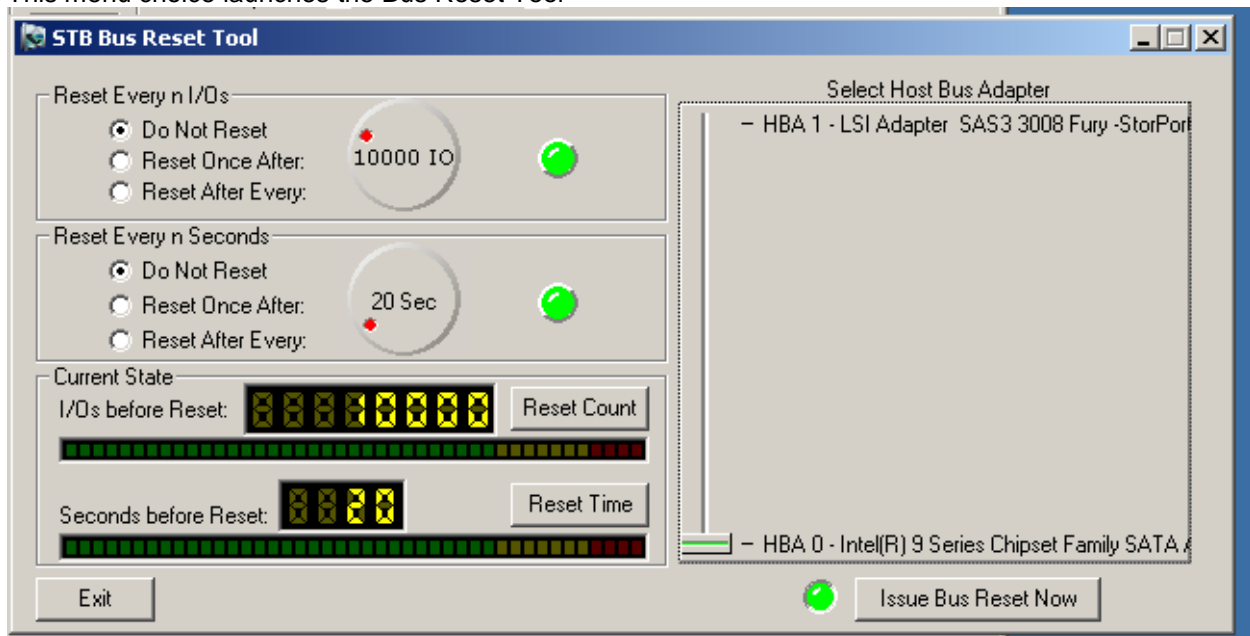 This menu choice launches the Bus Reset Tool
STB Bus Reset Tool
Reset Every n I/Os
Do Not Reset
Reset Once After:
Reset After Every:
10000 IO
Reset Every n Seconds
Do Not Reset
Reset Once After:
Reset After Every:
20 Sec
Current State
I/Os before Reset:
10000
Reset Count
Seconds before Reset:
20
Reset Time
Exit
Select Host Bus Adapter
HBA 1 - LSI Adapter SAS3 3008 Fury -StorPort
HBA 0 - Intel(R) 9 Series Chipset Family SATA
Issue Bus Reset Now